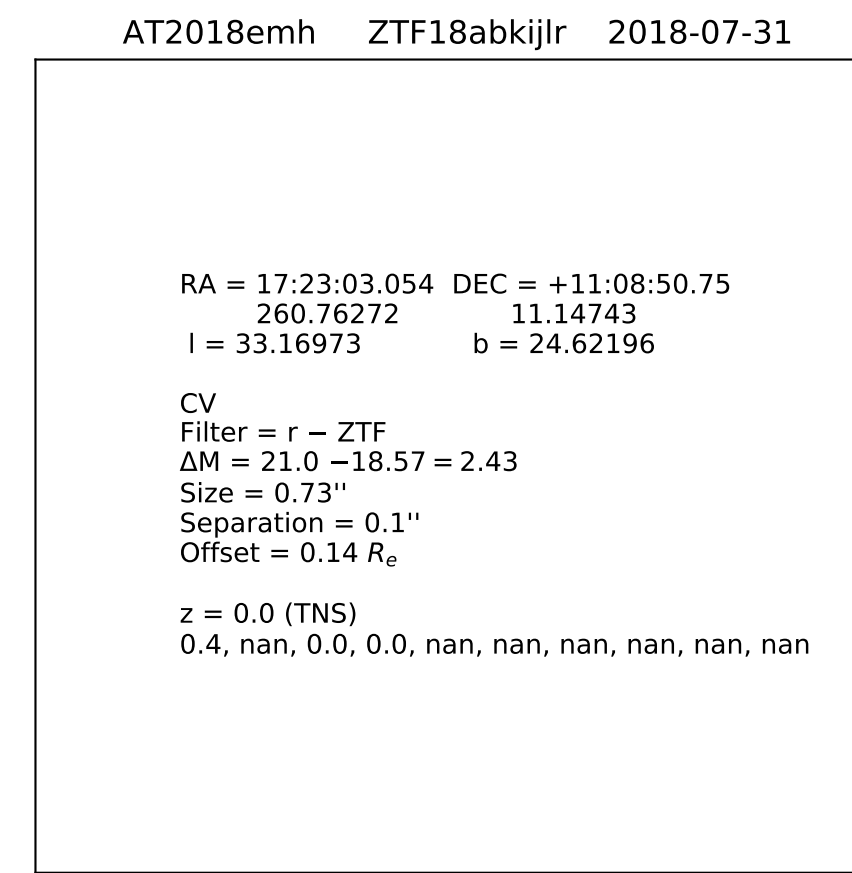 AT2018emh ZTF18abkijlr 2018-07-31
RA = 17:23:03.054 DEC = +11:08:50.75
260.76272 11.14743
l = 33.16973 b = 24.62196
CV
Filter = r − ZTF
ΔM = 21.0 −18.57 = 2.43
Size = 0.73''
Separation = 0.1''
Offset = 0.14 Re
z = 0.0 (TNS)
0.4, nan, 0.0, 0.0, nan, nan, nan, nan, nan, nan